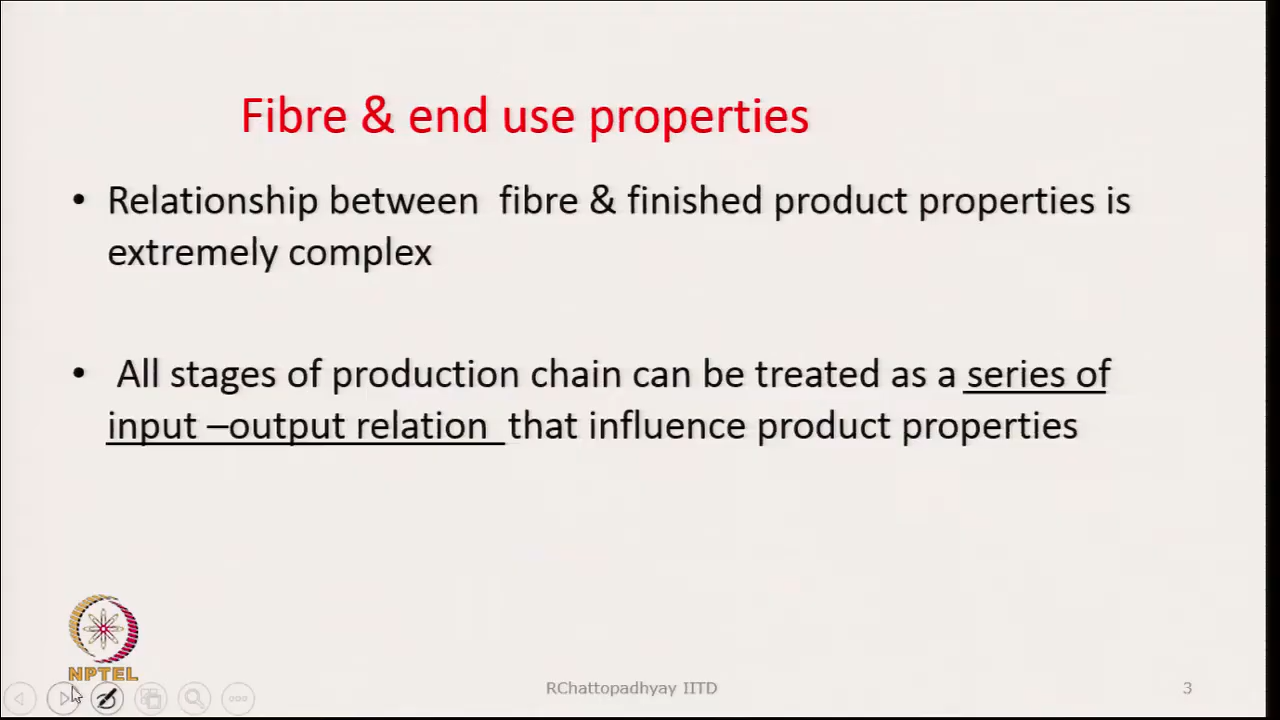 Fibre & end use properties
• Relationship between fibre & finished product properties is
extremely complex
• All stages of production chain can be treated as a series of
input –output relation that influence product properties
NPTEL
RChattopadhyay IITD
3